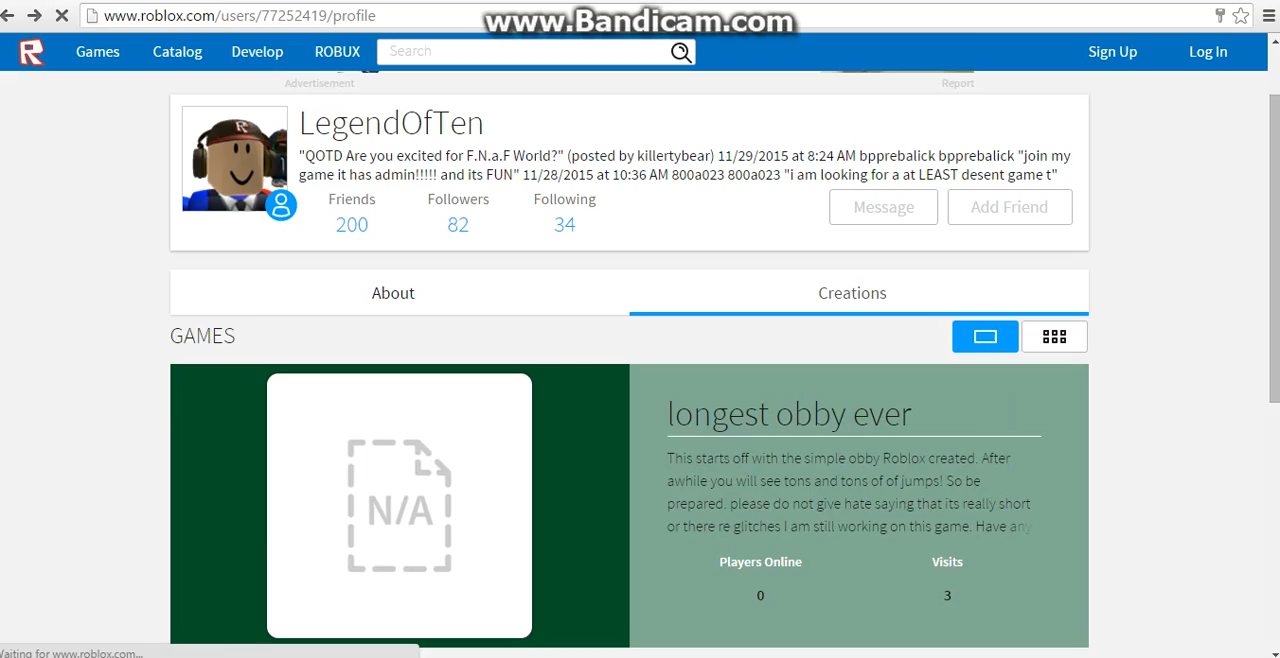 www.roblox.com/users/77252419/profile
www.Bandicam.com
R
Games
Catalog
Develop
ROBUX
Search
Sign Up
Log In
Advertisement
Report
R
LegendOfTen
"QOTD Are you excited for F.N.a.F World?" (posted by killertybear) 11/29/2015 at 8:24 AM bpprebalick bpprebalick "join my
game it has admin!!!!! and its FUN" 11/28/2015 at 10:36 AM 800a023 800a023 "i am looking for a at LEAST desent game t"
Friends
Followers
Following
200
82
34
Message
Add Friend
About
Creations
GAMES
N/A
longest obby ever
This starts off with the simple obby Roblox created. After
awhile you will see tons and tons of of jumps! So be
prepared. please do not give hate saying that its really short
or there re glitches I am still working on this game. Have any
Players Online
Visits
0
3
Waiting for www.roblox.com...